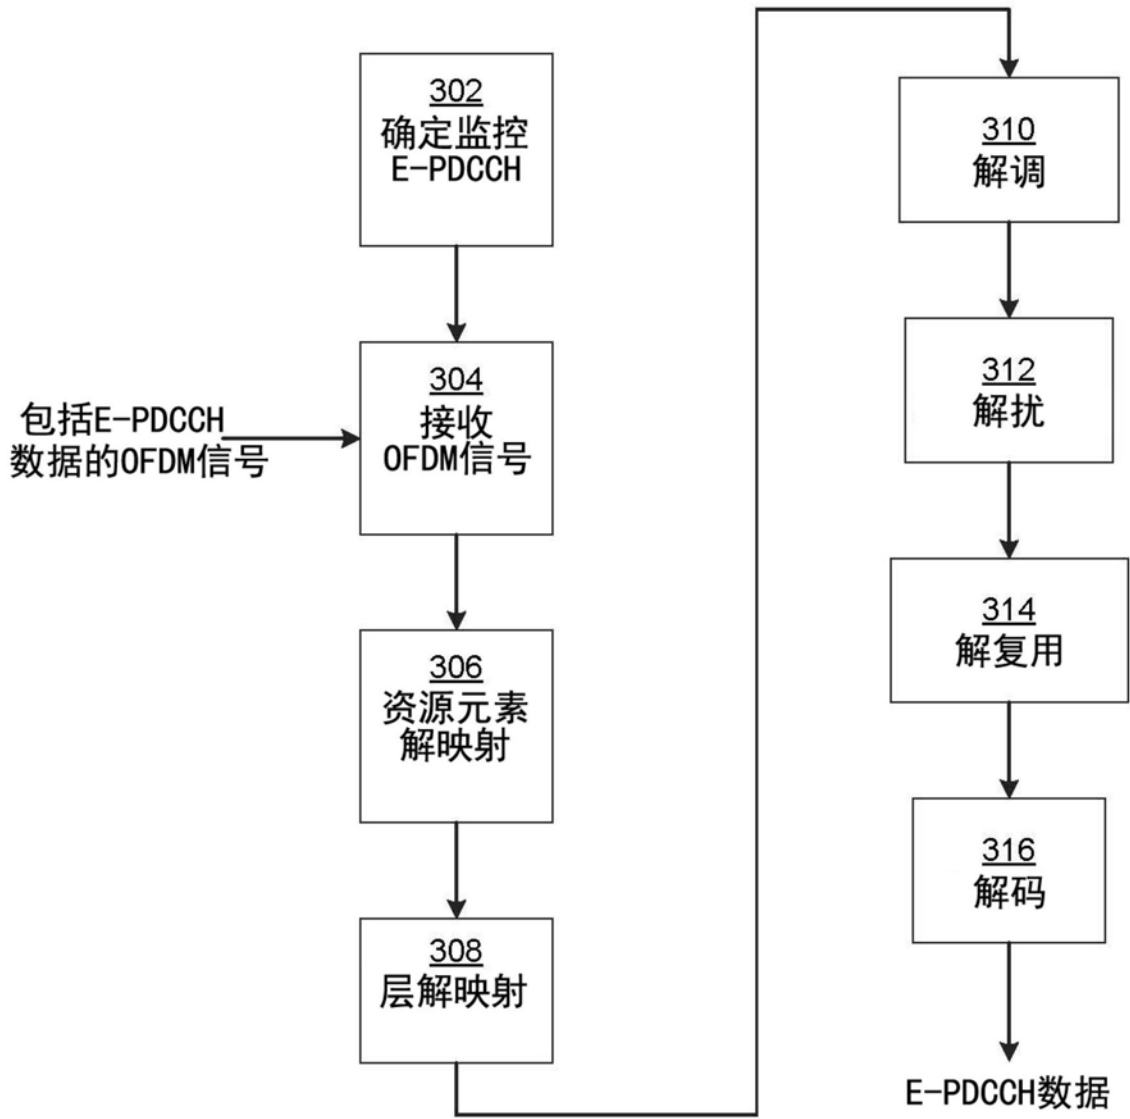 302
确定监控
E-PDCCH
304
接收
OFDM信号
包括E-PDCCH
数据的OFDM信号
306
资源元素
解映射
308
层解映射
310
解调
312
解扰
314
解复用
316
解码
E-PDCCH数据